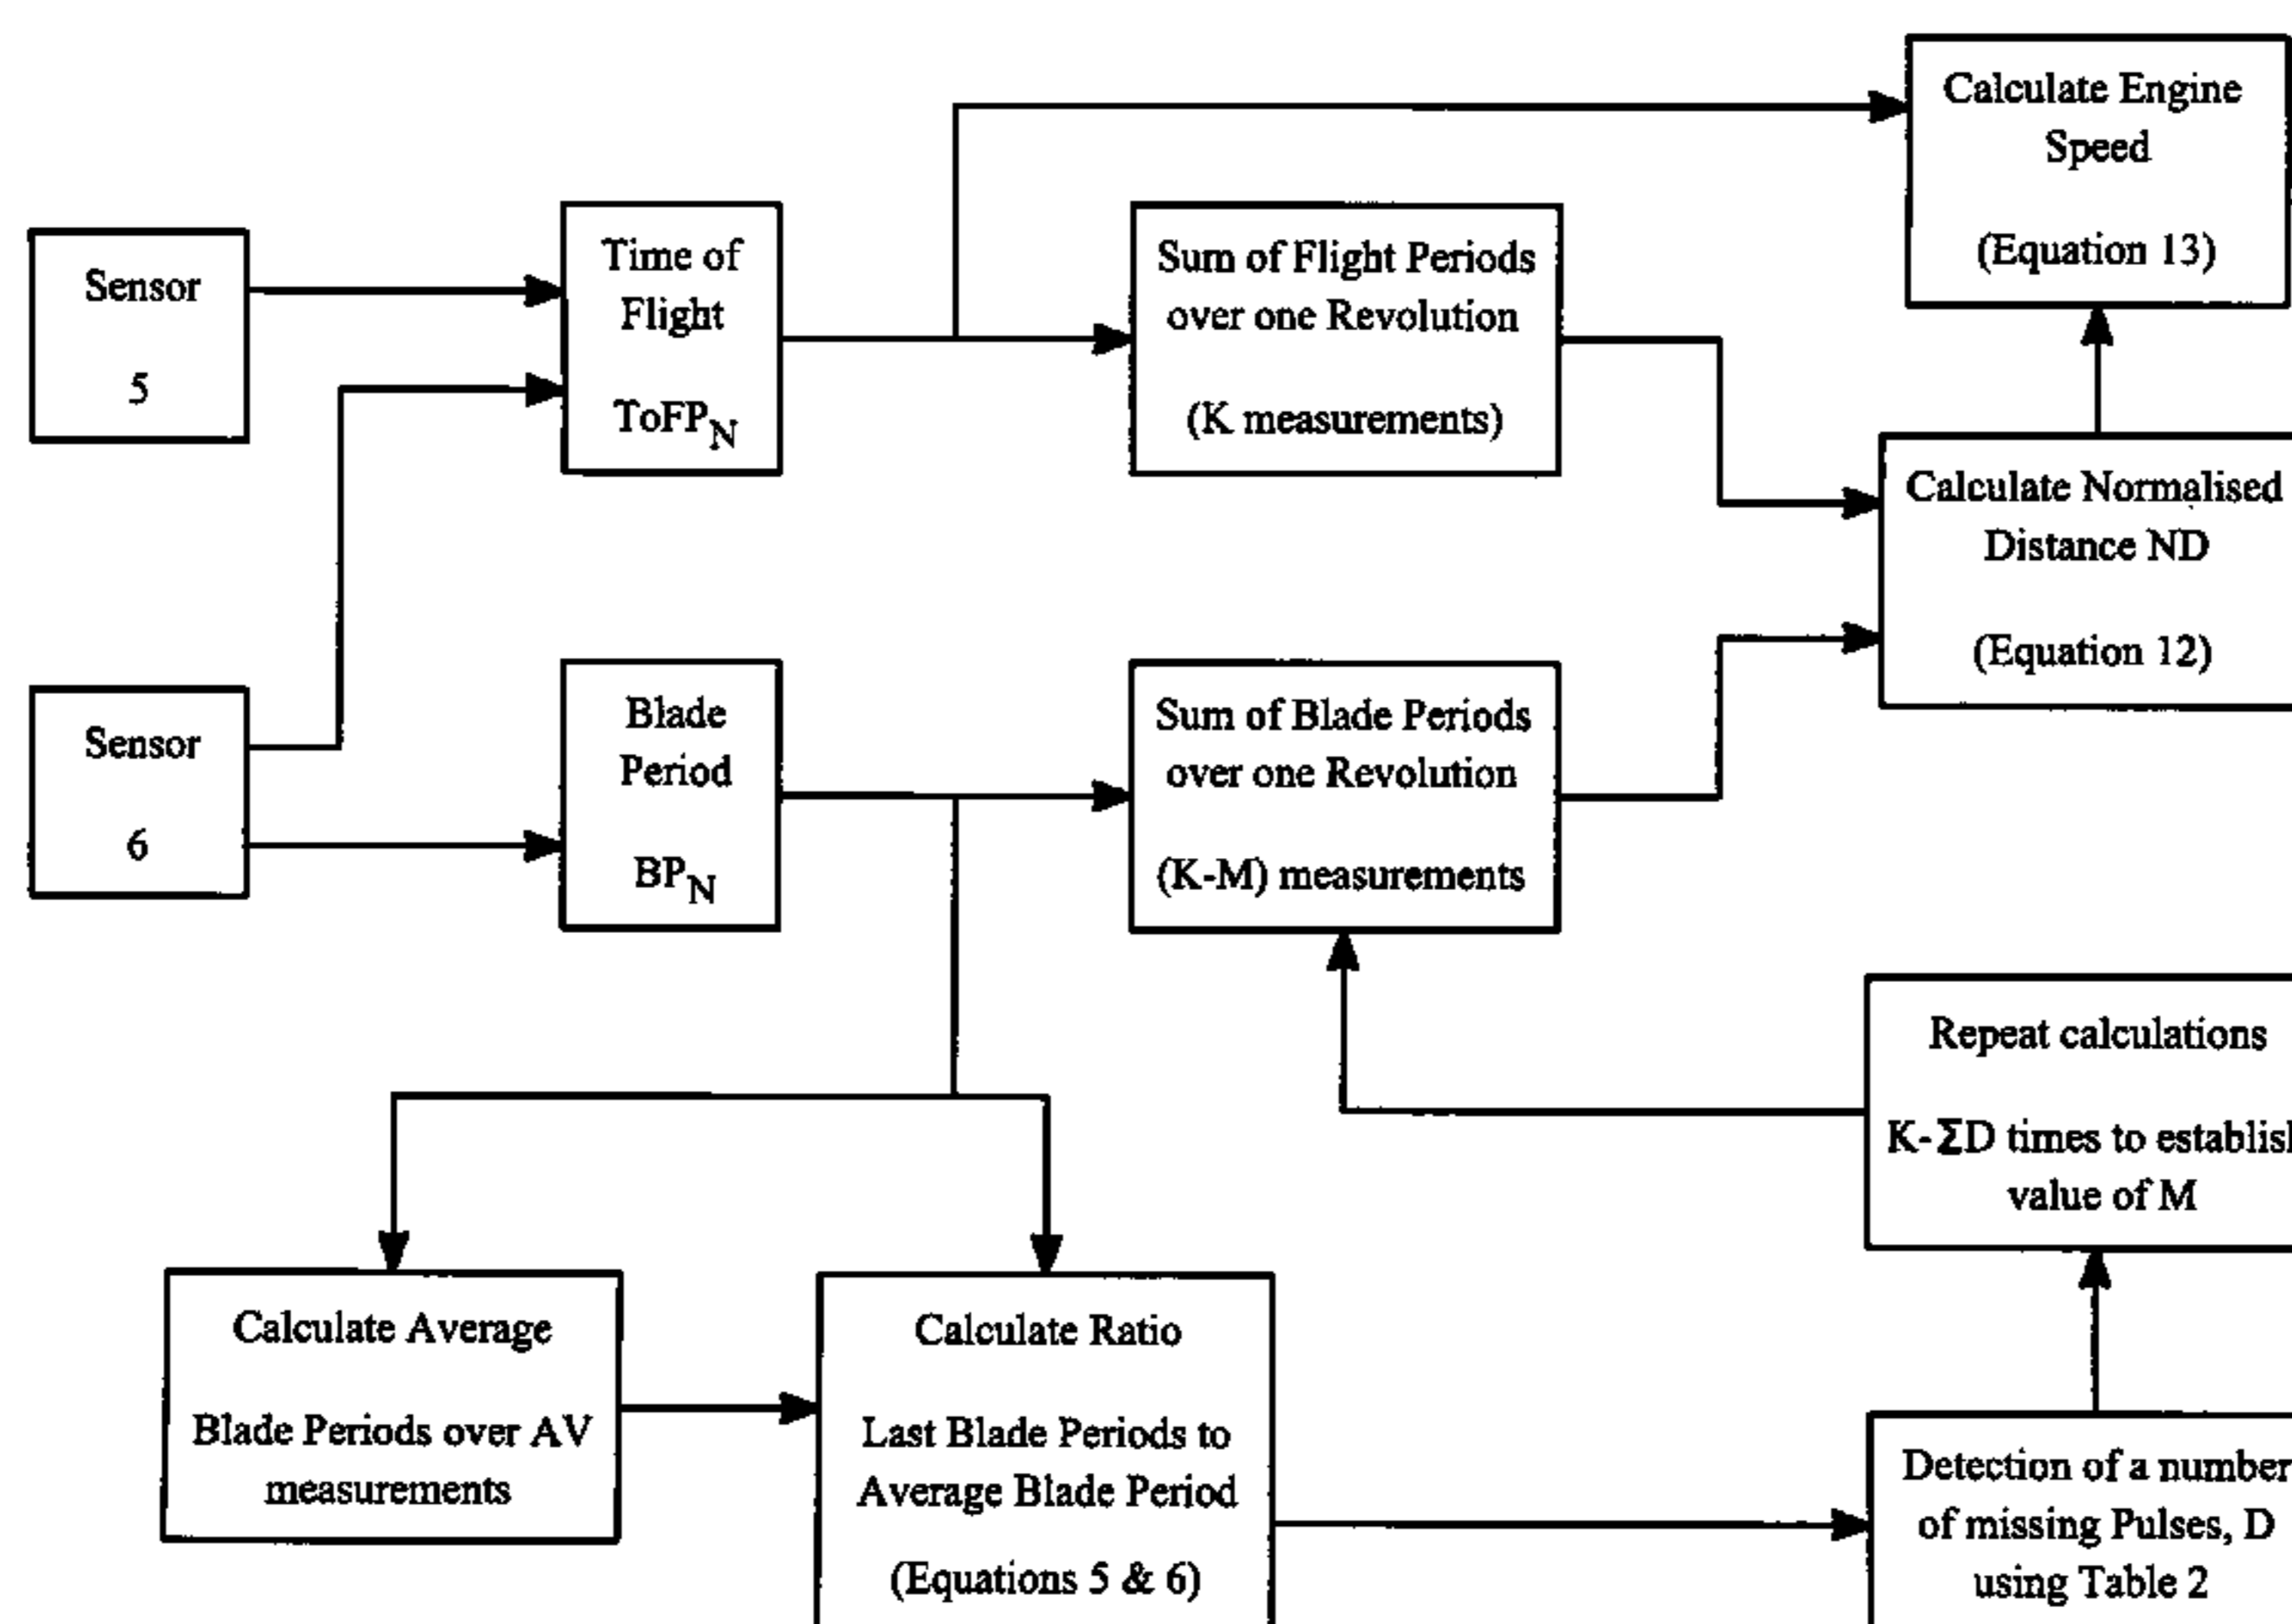 Calculate Engine
Speed
(Equation 13)
Sensor
5
Time of
Flight
ToFP_N
Sum of Flight Periods
over one Revolution
(K measurements)
Calculate Normalised
Distance ND
(Equation 12)
Sensor
6
Blade
Period
BP_N
Sum of Blade Periods
over one Revolution
(K-M) measurements
Repeat calculations
K-ΣD times to establish
value of M
Calculate Average
Blade Periods over AV
measurements
Calculate Ratio
Last Blade Periods to
Average Blade Period
(Equations 5 & 6)
Detection of a number
of missing Pulses, D
using Table 2